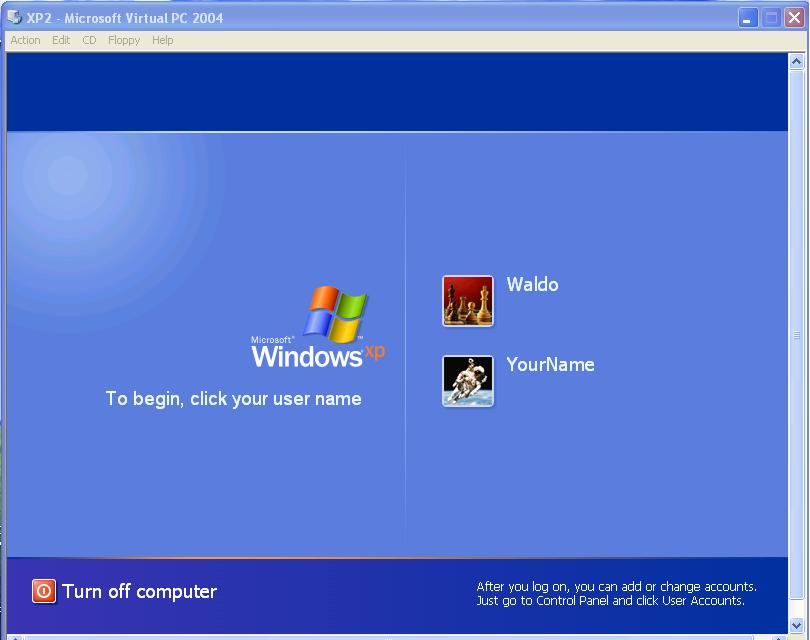 XP2 - Microsoft Virtual PC 2004
Action Edit CD Floppy Help
Waldo
Microsoft®
Windows xp™
YourName
To begin, click your user name
Turn off computer
After you log on, you can add or change accounts.
Just go to Control Panel and click User Accounts.